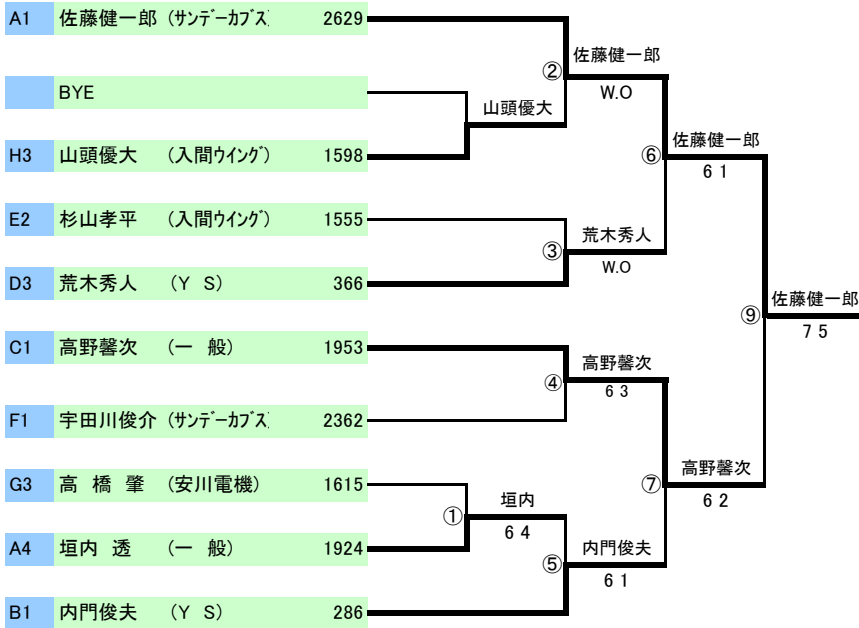 A1 佐藤健一郎 (サンデーカブス) 2629
佐藤健一郎
②
W.O
BYE
山頭優大
佐藤健一郎
⑥
6 1
H3 山頭優大 (入間ウイング) 1598
E2 杉山孝平 (入間ウイング) 1555
荒木秀人
③
W.O
D3 荒木秀人 (Y S) 366
佐藤健一郎
⑨
7 5
C1 高野馨次 (一 般) 1953
高野馨次
④
6 3
F1 宇田川俊介 (サンデーカブス) 2362
高野馨次
⑦
6 2
G3 高 橋 肇 (安川電機) 1615
垣内
①
6 4
A4 垣内 透 (一 般) 1924
内門俊夫
⑤
6 1
B1 内門俊夫 (Y S) 286